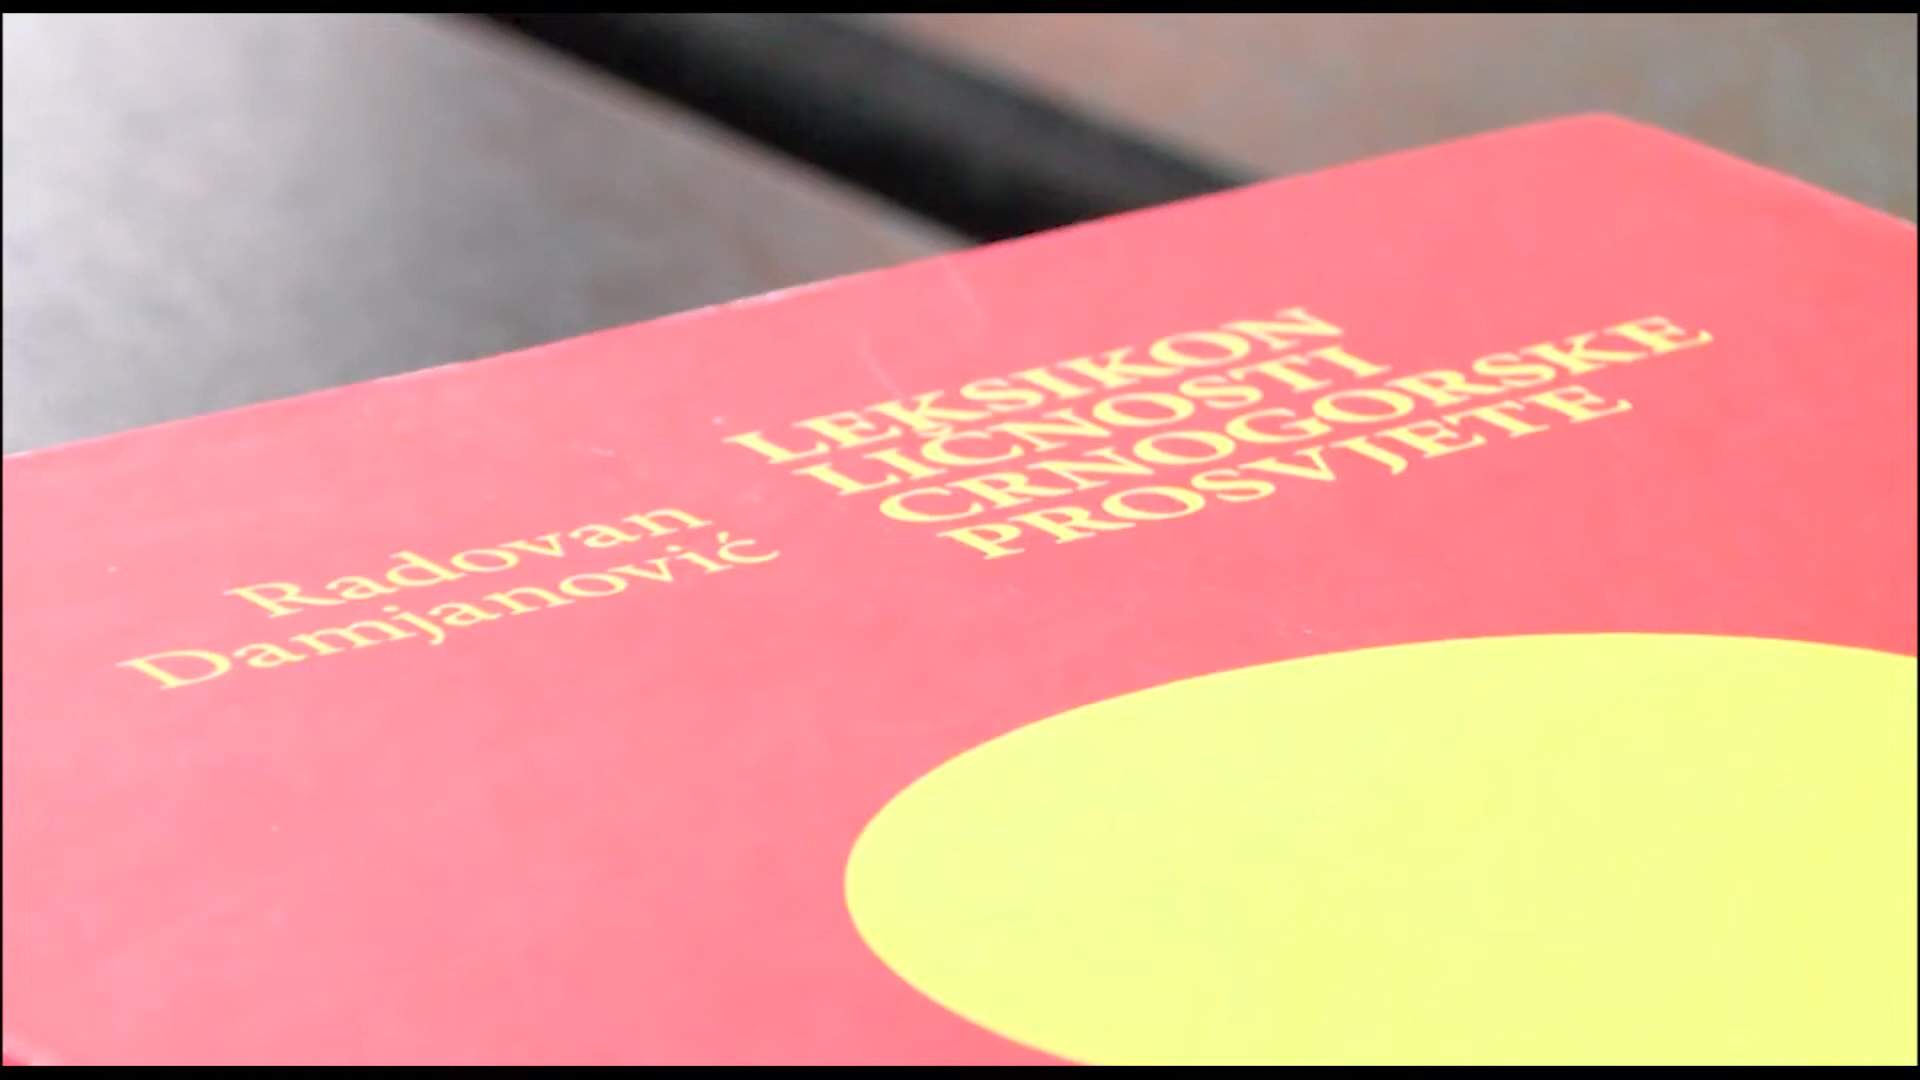 Radovan
Damjanović
LEKSIKON
LIČNOSTI
CRNOGORSKE
PROSVJETE